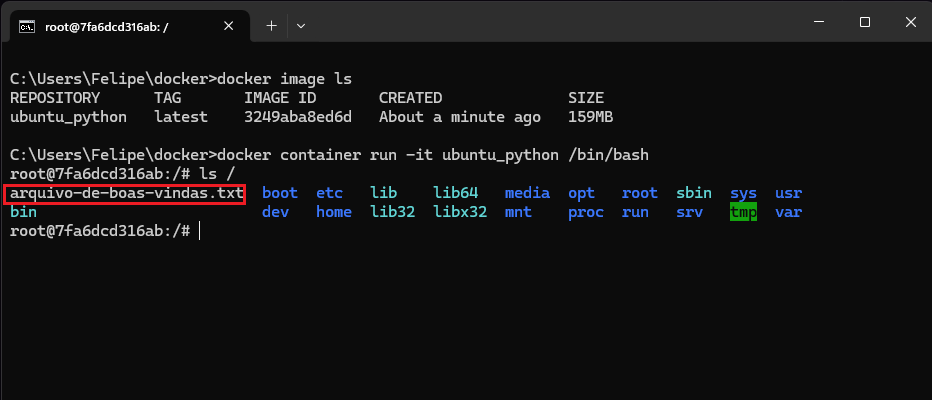 root@7fa6dcd316ab: /
C:\Users\Felipe\docker>docker image ls
REPOSITORY TAG IMAGE ID CREATED SIZE
ubuntu_python latest 3249aba8ed6d About a minute ago 159MB
C:\Users\Felipe\docker>docker container run -it ubuntu_python /bin/bash
root@7fa6dcd316ab:/# ls /
arquivo-de-boas-vindas.txt boot etc lib lib64 media opt root sbin sys usr
bin dev home lib32 libx32 mnt proc run srv tmp var
root@7fa6dcd316ab:/#